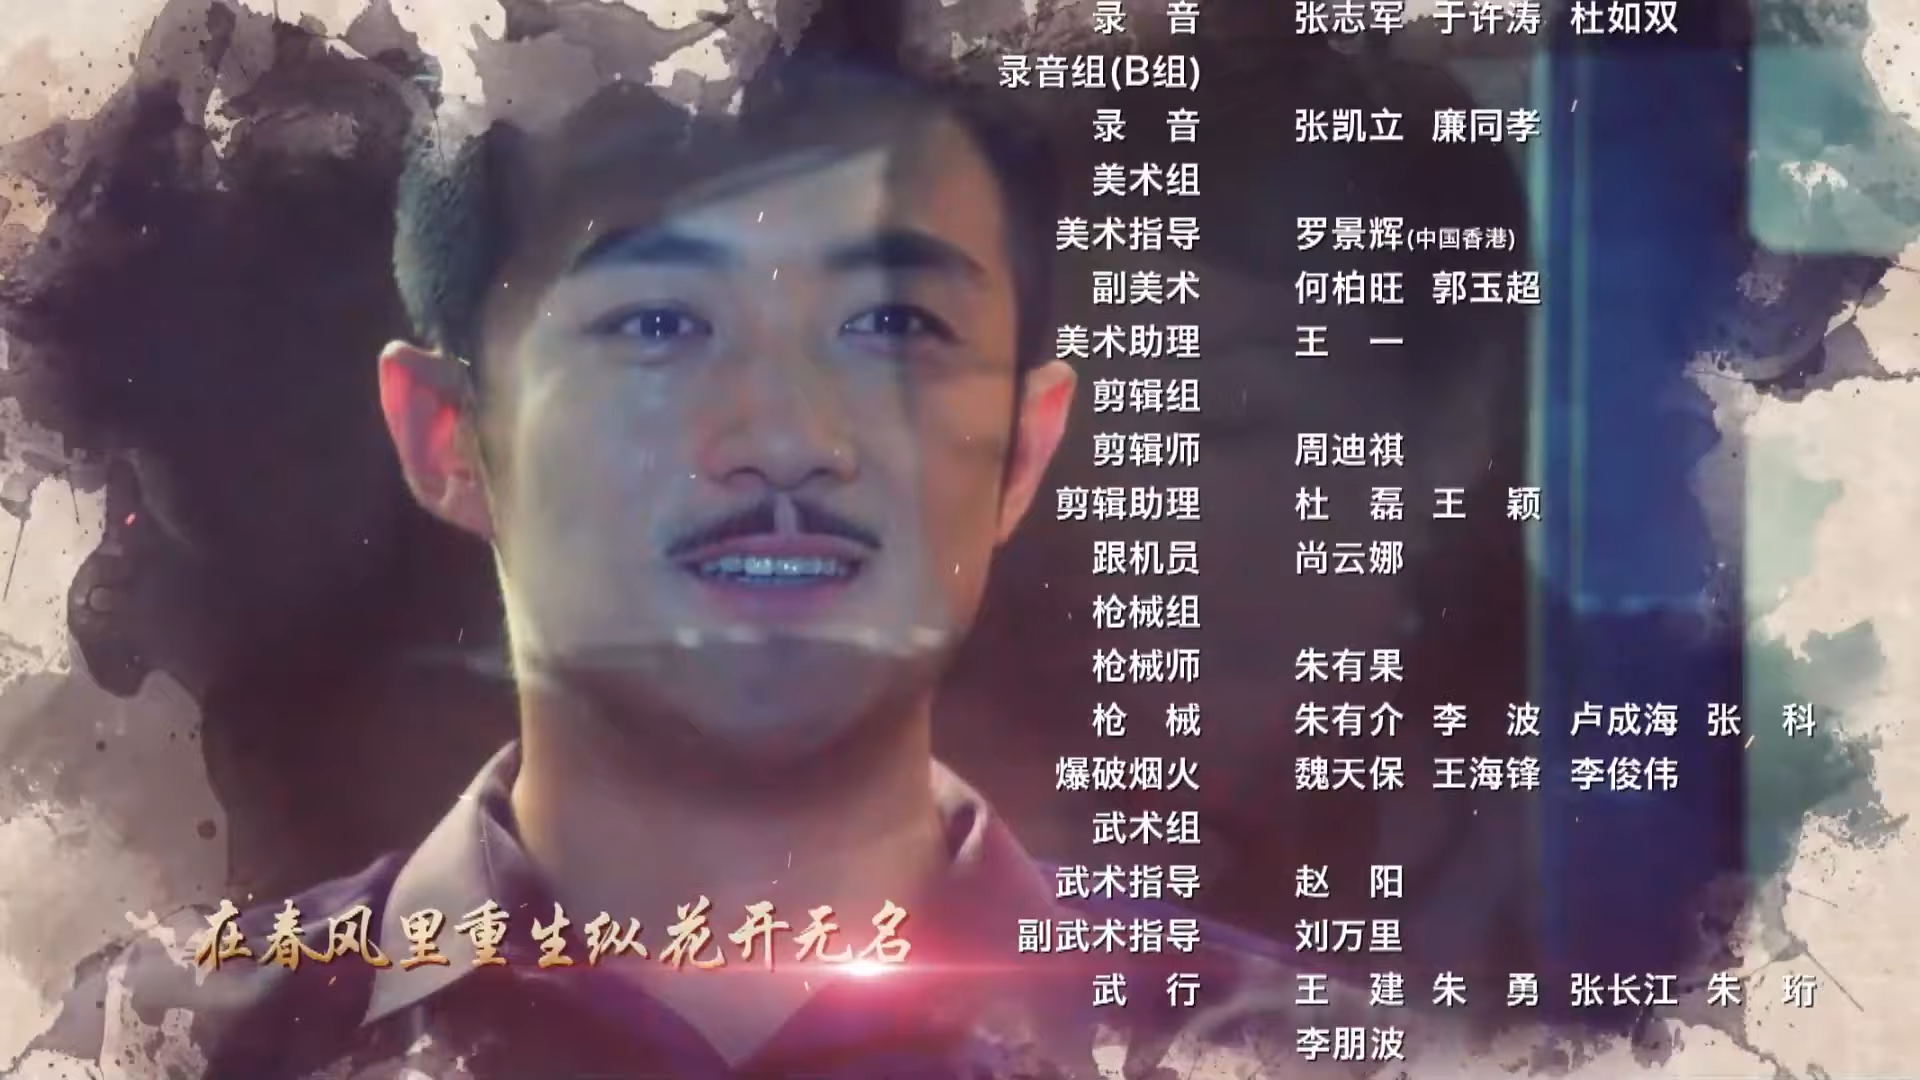 录 音 张志军 于许涛 杜如双
录音组(B组)
录 音 张凯立 廉同孝
美术组
美术指导 罗景辉(中国香港)
副美术 何柏旺 郭玉超
美术助理 王 一
剪辑组
剪辑师 周迪祺
剪辑助理 杜 磊 王 颖
跟机员 尚云娜
枪械组
枪械师 朱有果
枪 械 朱有介 李 波 卢成海 张 科
爆破烟火 魏天保 王海锋 李俊伟
武术组
武术指导 赵 阳
副武术指导 刘万里
武 行 王 建 朱 勇 张长江 朱 珩
李朋波
在春风里重生纵花开无名